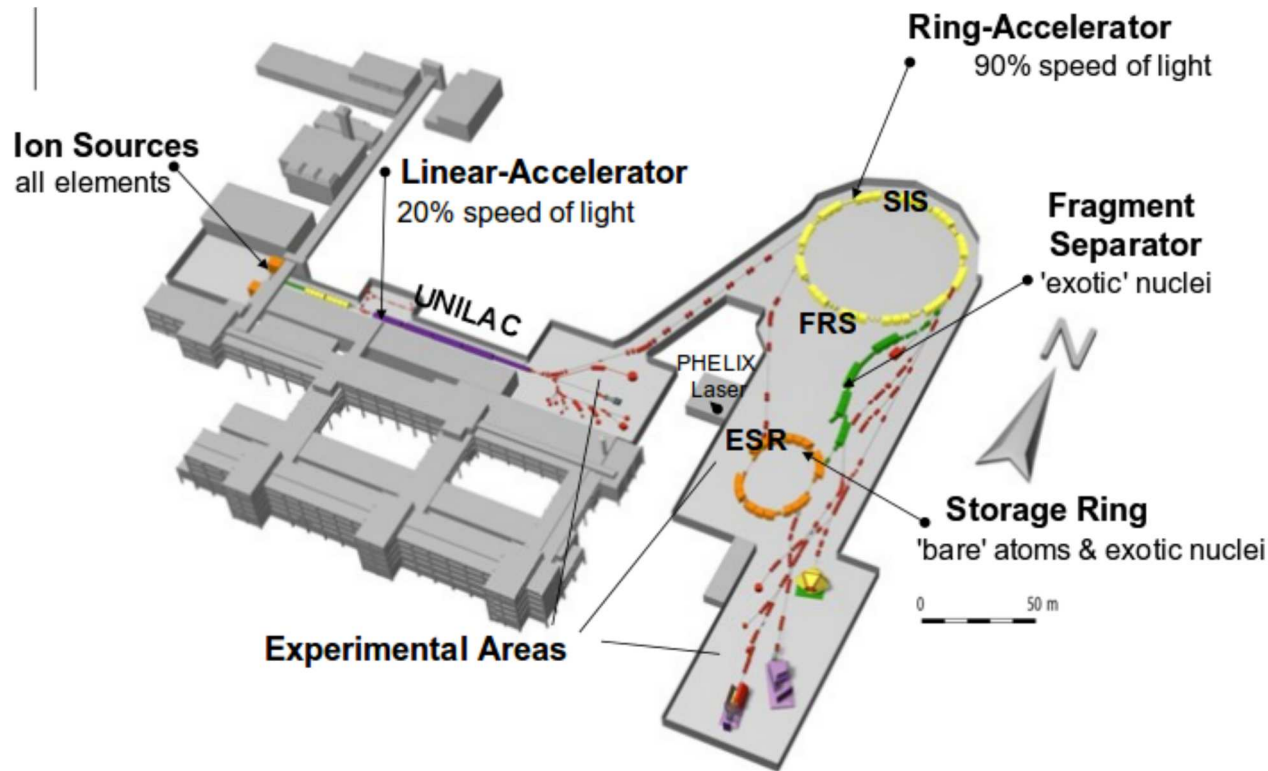 Ring-Accelerator
90% speed of light
Ion Sources
all elements
Linear-Accelerator
20% speed of light
SIS
Fragment
Separator
'exotic' nuclei
UNILAC
FRS
N
PHELIX
Laser
ESR
Storage Ring
'bare' atoms & exotic nuclei
0 50 m
Experimental Areas